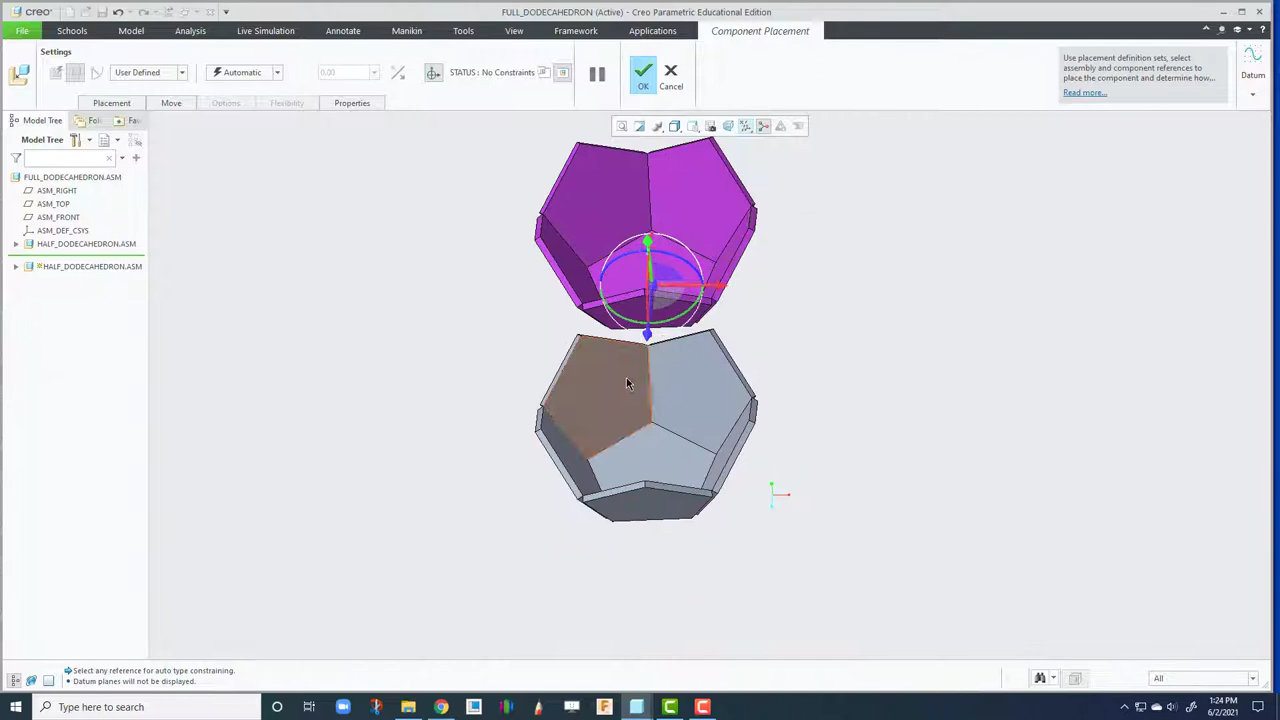 creo
FULL_DODECAHEDRON (Active) - Creo Parametric Educational Edition
File Schools Model Analysis Live Simulation Annotate Manikin Tools View Framework Applications Component Placement
Settings
User Defined Automatic 0.00 STATUS : No Constraints
OK Cancel
Use placement definition sets, select
assembly and component references to
place the component and determine how...
Read more...
Datum
Placement Move Options Flexibility Properties
Model Tree Fol Fa
Model Tree
FULL_DODECAHEDRON.ASM
ASM_RIGHT
ASM_TOP
ASM_FRONT
ASM_DEF_CSYS
HALF_DODECAHEDRON.ASM
HALF_DODECAHEDRON.ASM
Select any reference for auto type constraining.
Datum planes will not be displayed.
All
Type here to search
1:24 PM
6/2/2021